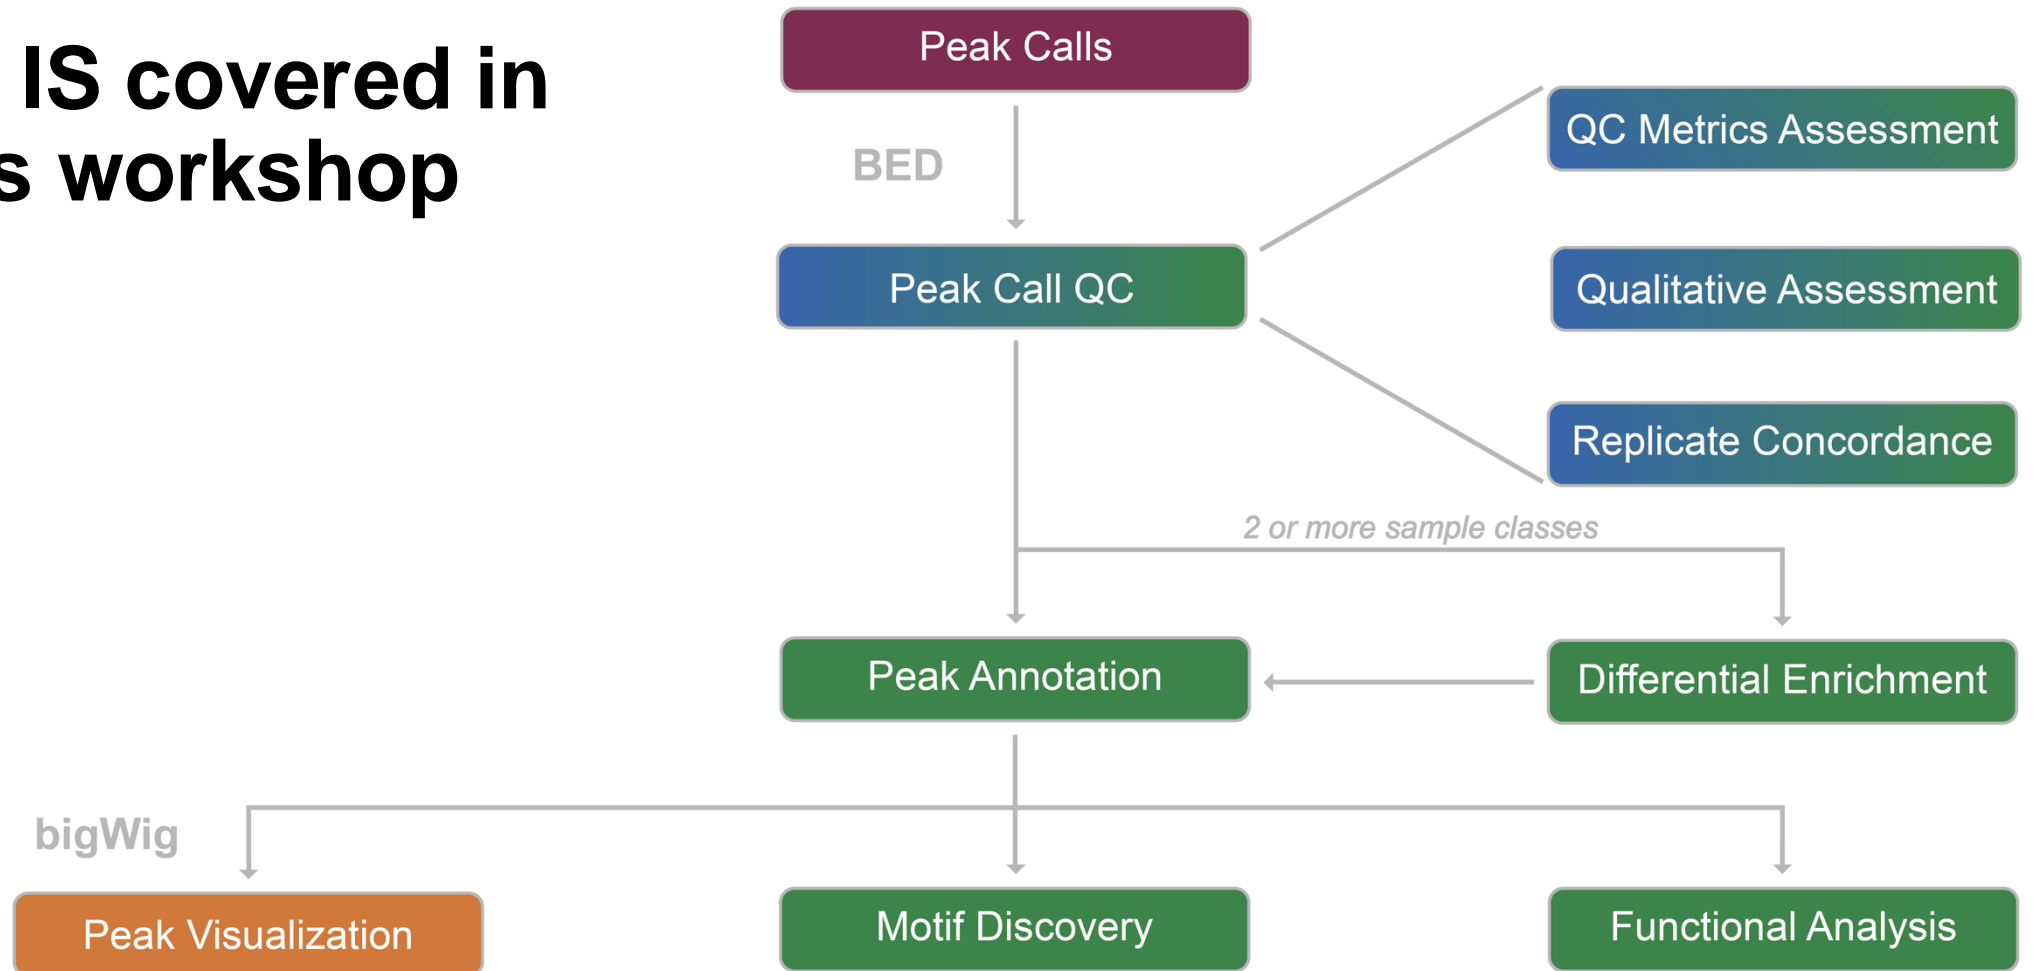 IS covered in
s workshop
Peak Calls
BED
QC Metrics Assessment
Peak Call QC
Qualitative Assessment
Replicate Concordance
2 or more sample classes
Peak Annotation
Differential Enrichment
bigWig
Peak Visualization
Motif Discovery
Functional Analysis